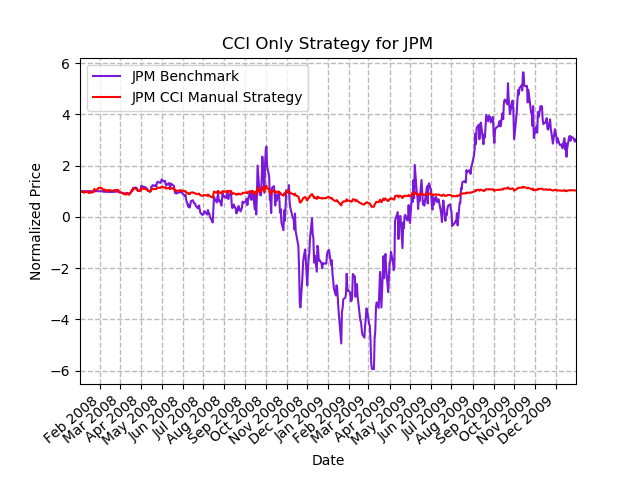 CCI Only Strategy for JPM
JPM Benchmark
JPM CCI Manual Strategy
Normalized Price
6
4
2
0
−2
−4
−6
Feb 2008
Mar 2008
Apr 2008
May 2008
Jun 2008
Jul 2008
Aug 2008
Sep 2008
Oct 2008
Nov 2008
Dec 2008
Jan 2009
Feb 2009
Mar 2009
Apr 2009
May 2009
Jun 2009
Jul 2009
Aug 2009
Sep 2009
Oct 2009
Nov 2009
Dec 2009
Date